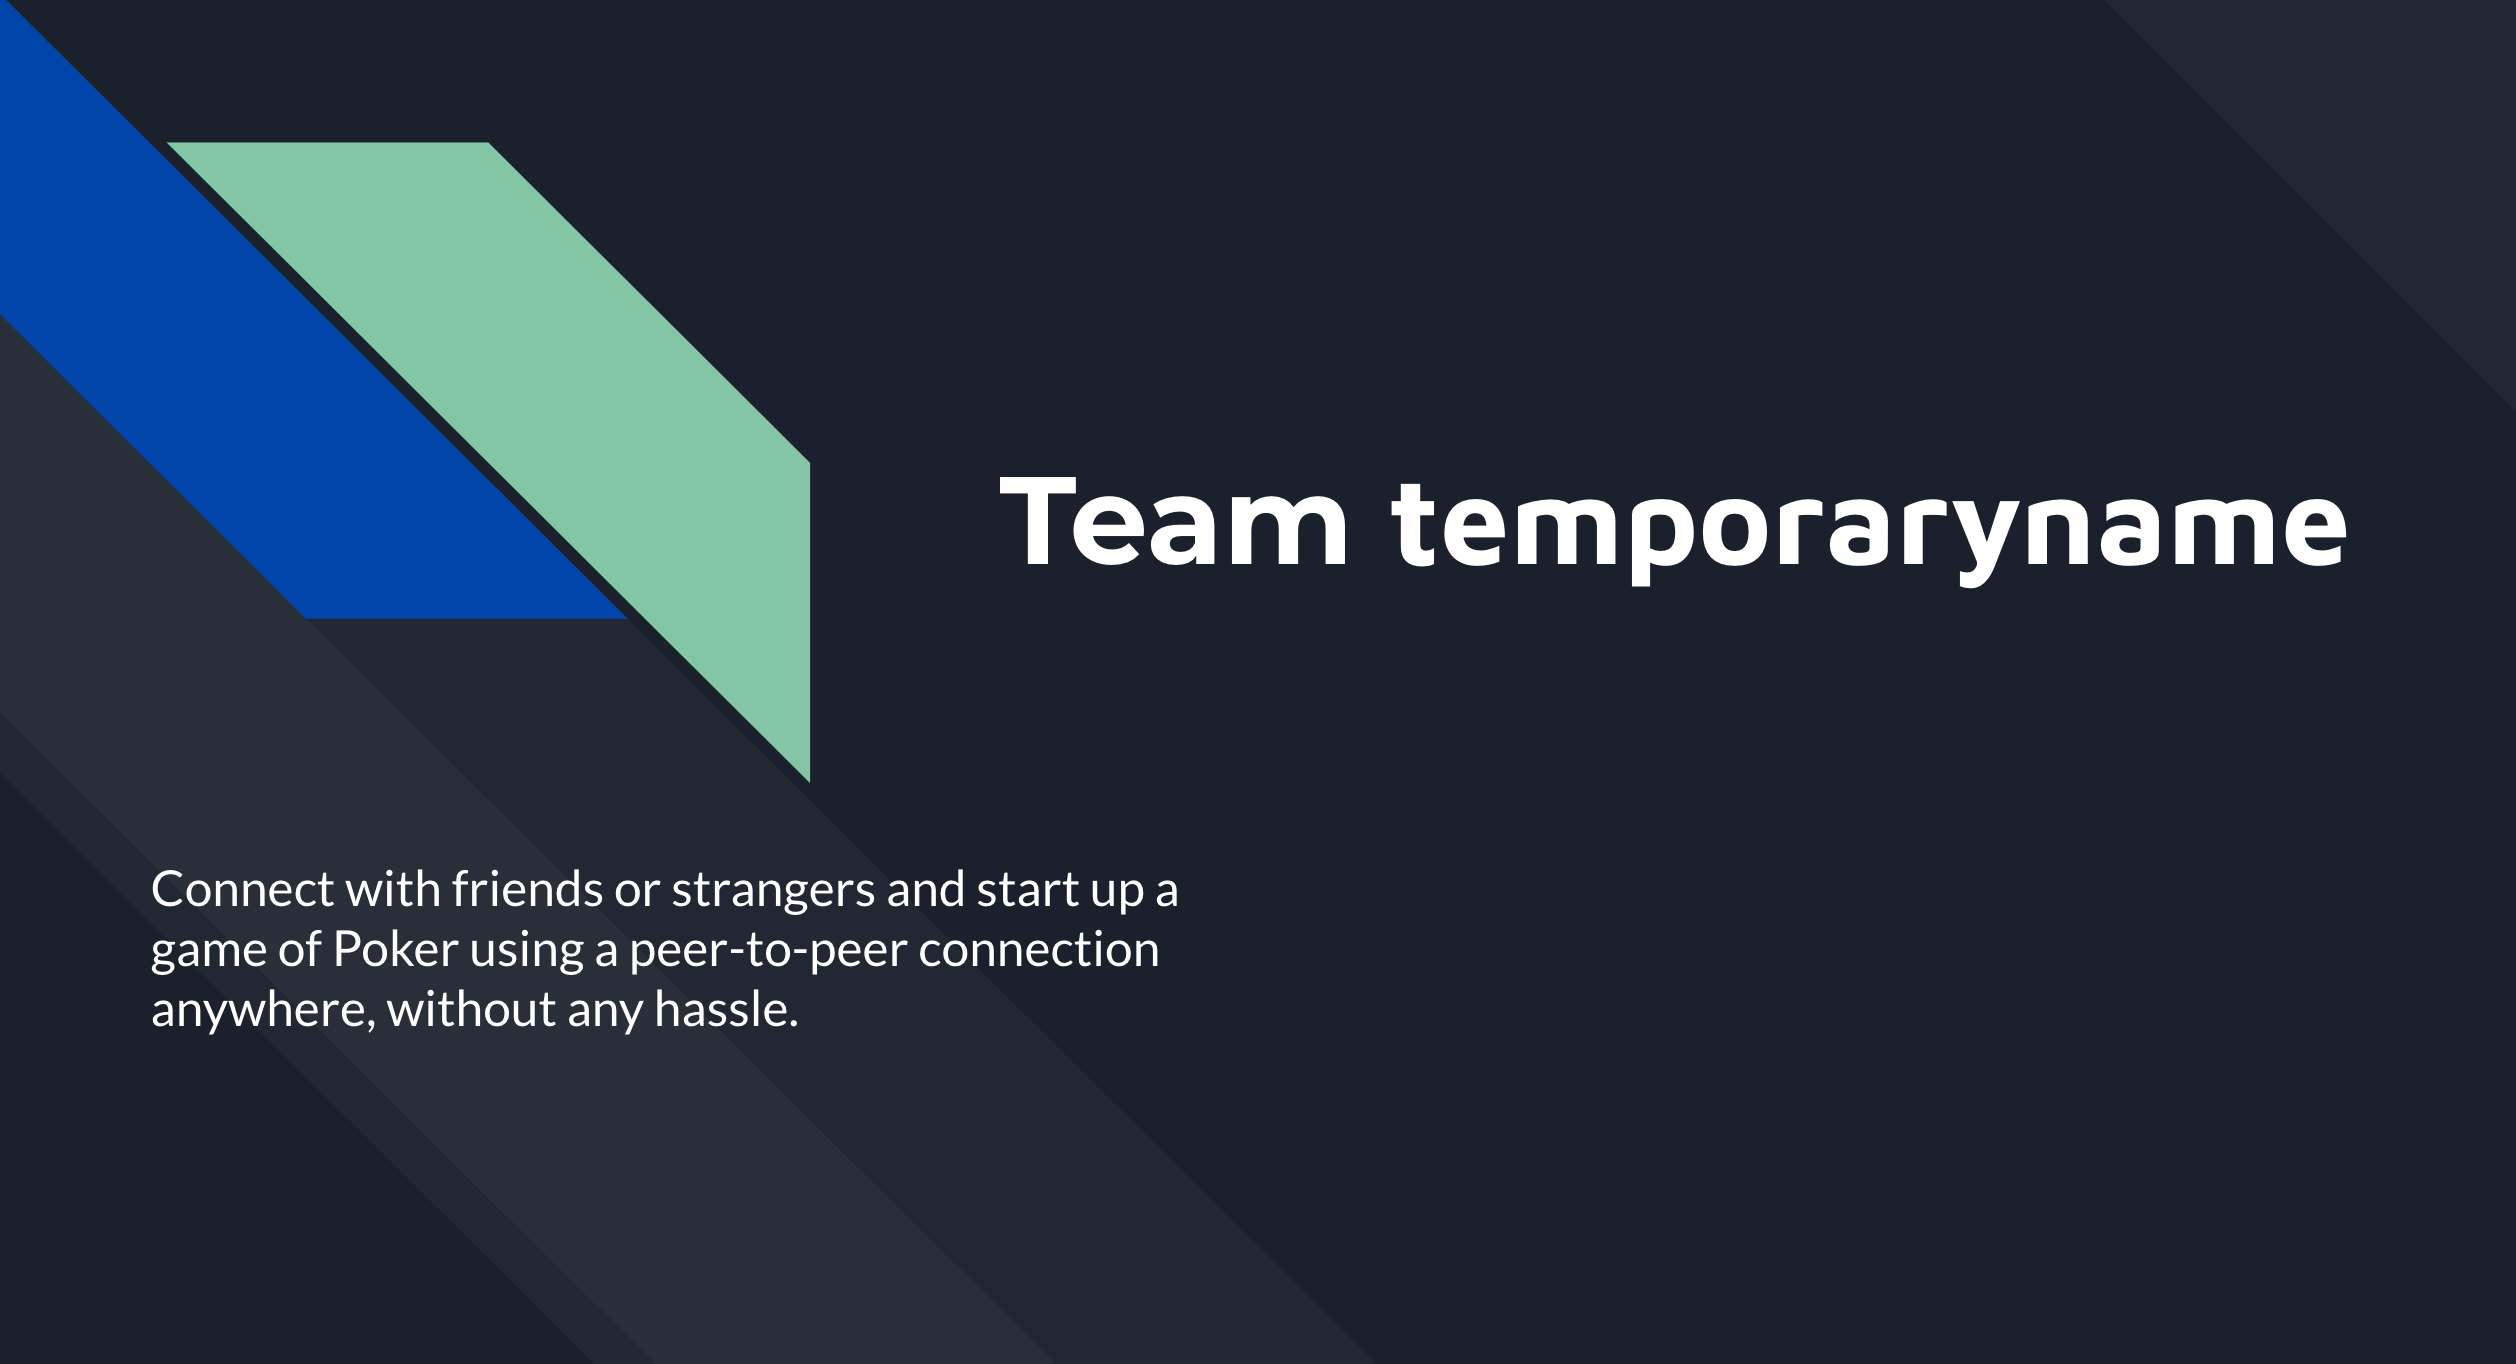 Team temporaryname
Connect with friends or strangers and start up a
game of Poker using a peer-to-peer connection
anywhere, without any hassle.